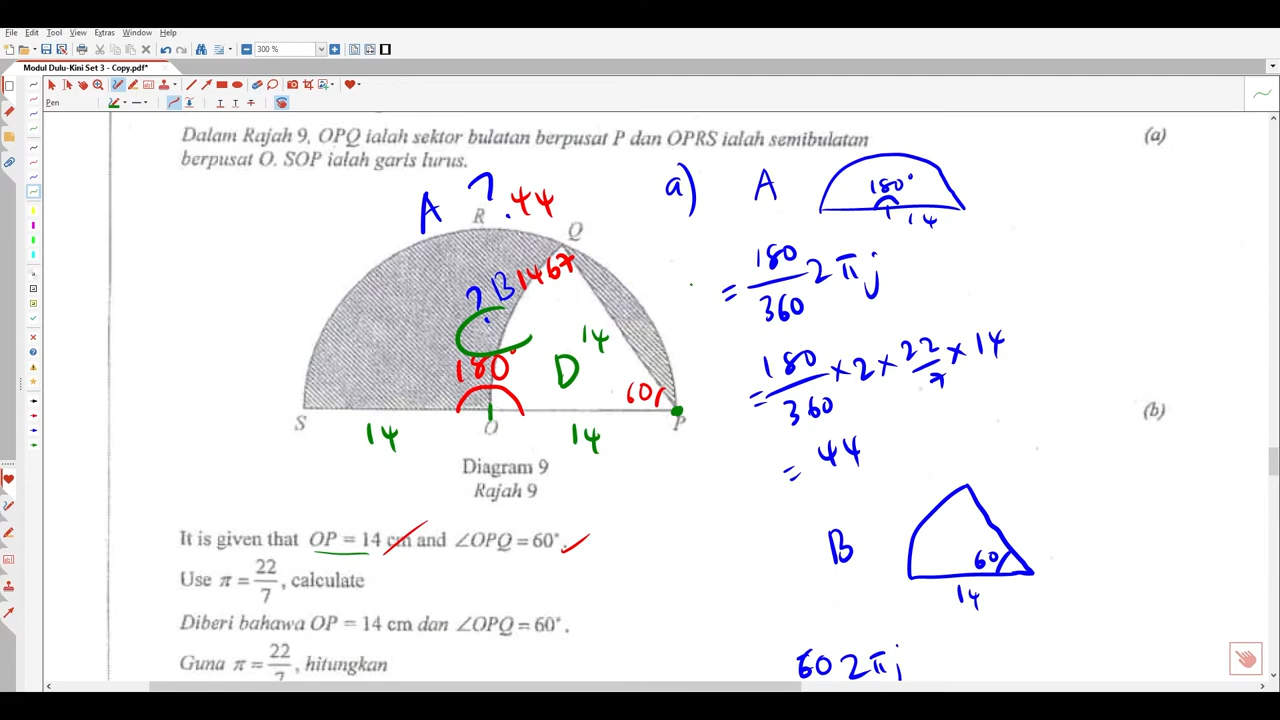 File Edit View Extras Window Help
300 %
Modul Dulu-Kini Set 3 - Copy.pdf*
Pen
Dalam Rajah 9, OPQ ialah sektor bulatan berpusat P dan OPRS ialah semibulatan
berpusat O. SOP ialah garis lurus.
(a)
A ? 44
R
Q
? B 14.67
180°
D 14
60
S
O
P
14
14
Diagram 9
Rajah 9
It is given that OP = 14 cm and ∠OPQ = 60°.
Use π = 22/7, calculate
Diberi bahawa OP = 14 cm dan ∠OPQ = 60°.
Guna π = 22/7, hitungkan
a) A
180°
14
= 180/360 2πj
= 180/360 × 2 × 22/7 × 14
= 44
(b)
B
60
14
60 2πj